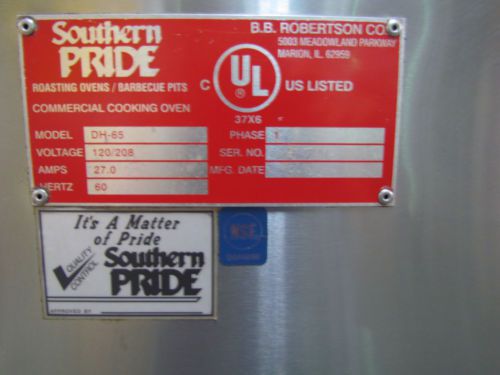 Southern
PRIDE
ROASTING OVENS / BARBECUE PITS
COMMERCIAL COOKING OVEN
B.B. ROBERTSON CO.
5003 MEADOWLAND PARKWAY
MARION, IL. 62959
C UL ® US LISTED
37X6
MODEL DH-65 PHASE 1
VOLTAGE 120/208 SER. NO.
AMPS 27.0 MFG. DATE
HERTZ 60
It's A Matter
of Pride
QUALITY
CONTROL
Southern
PRIDE
APPROVED BY
NSF